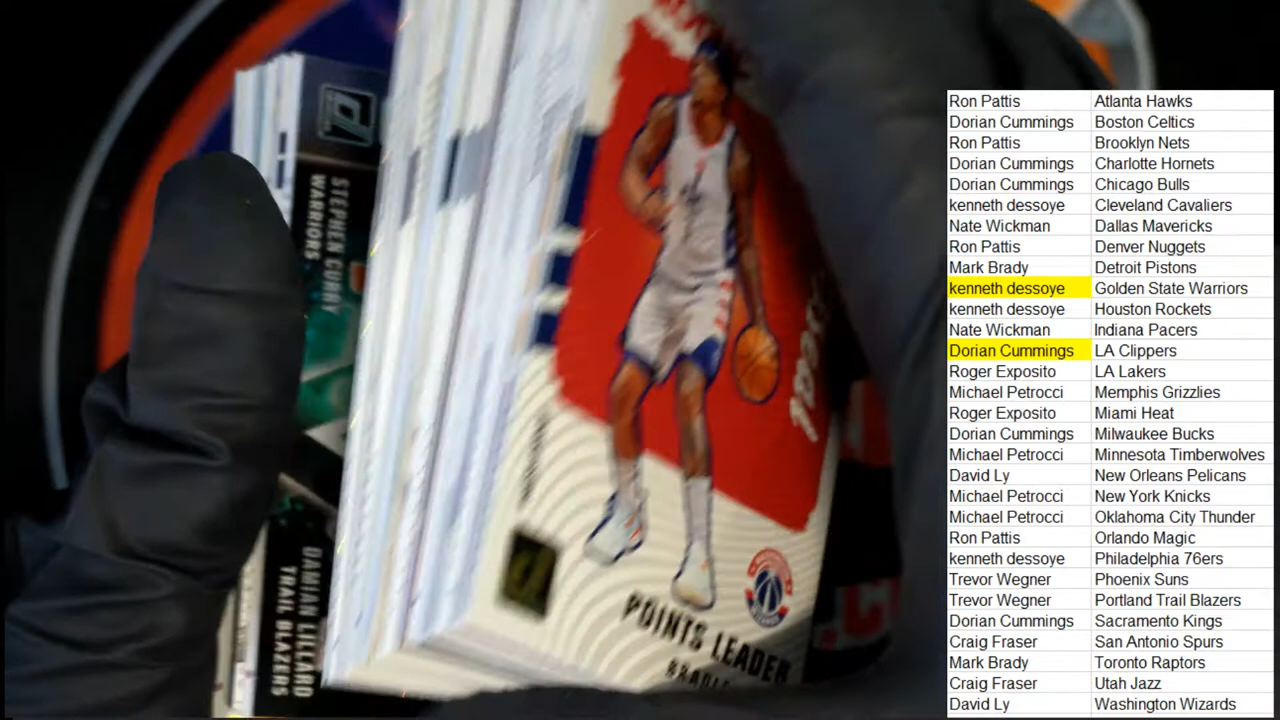 STEPHEN CURRY
WARRIORS
DAMIAN LILLARD
TRAIL BLAZERS
POINTS LEADER
Ron Pattis Atlanta Hawks
Dorian Cummings Boston Celtics
Ron Pattis Brooklyn Nets
Dorian Cummings Charlotte Hornets
Dorian Cummings Chicago Bulls
kenneth dessoye Cleveland Cavaliers
Nate Wickman Dallas Mavericks
Ron Pattis Denver Nuggets
Mark Brady Detroit Pistons
kenneth dessoye Golden State Warriors
kenneth dessoye Houston Rockets
Nate Wickman Indiana Pacers
Dorian Cummings LA Clippers
Roger Exposito LA Lakers
Michael Petrocci Memphis Grizzlies
Roger Exposito Miami Heat
Dorian Cummings Milwaukee Bucks
Michael Petrocci Minnesota Timberwolves
David Ly New Orleans Pelicans
Michael Petrocci New York Knicks
Michael Petrocci Oklahoma City Thunder
Ron Pattis Orlando Magic
kenneth dessoye Philadelphia 76ers
Trevor Wegner Phoenix Suns
Trevor Wegner Portland Trail Blazers
Dorian Cummings Sacramento Kings
Craig Fraser San Antonio Spurs
Mark Brady Toronto Raptors
Craig Fraser Utah Jazz
David Ly Washington Wizards